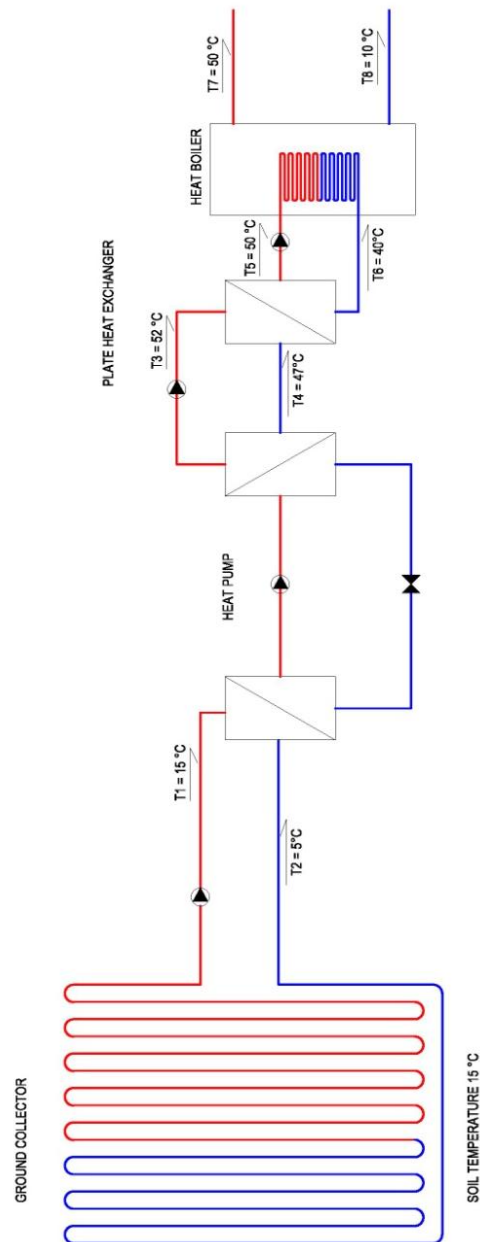 GROUND COLLECTOR
SOIL TEMPERATURE 15 °C
T1 = 15 °C
T2 = 5°C
HEAT PUMP
PLATE HEAT EXCHANGER
T3 = 52 °C
T4 = 47°C
T5 = 50 °C
T6 = 40°C
HEAT BOILER
T7 = 50 °C
T8 = 10 °C